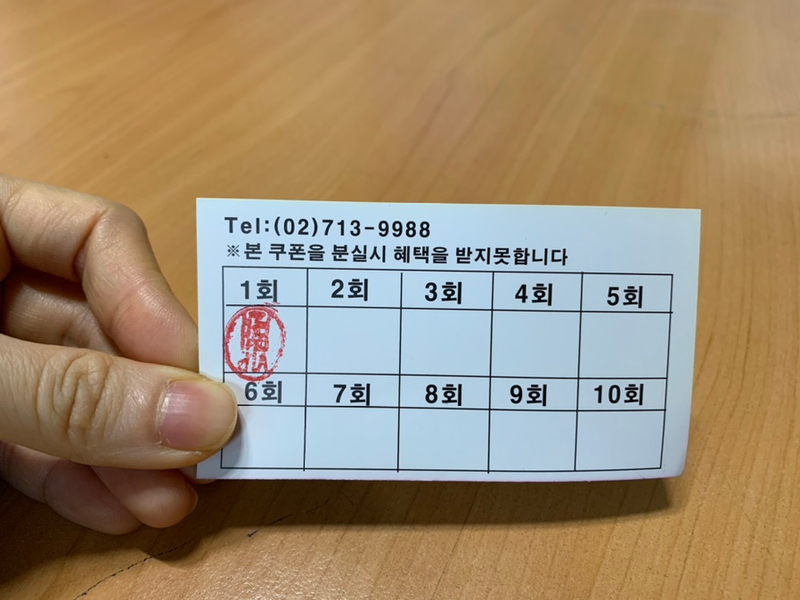 Tel:(02)713-9988
※본 쿠폰을 분실시 혜택을 받지못합니다
1회 2회 3회 4회 5회
6회 7회 8회 9회 10회